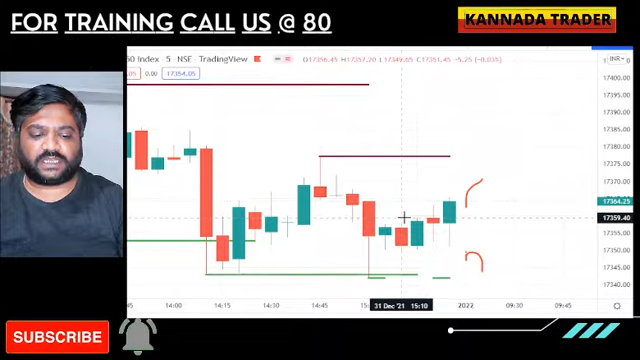 FOR TRAINING CALL US @ 80
KANNADA TRADER
50 Index · 5 · NSE · TradingView O17356.45 H17357.20 L17349.65 C17351.45 -5.25 (-0.03%) INR
0.00 17354.05
17400.00
17395.00
17390.00
17385.00
17380.00
17375.00
17370.00
17364.25
17359.40
17355.00
17350.00
17345.00
17340.00
14:00 14:15 14:30 14:45 15:00 31 Dec '21 15:10 2022 09:30 09:45
SUBSCRIBE